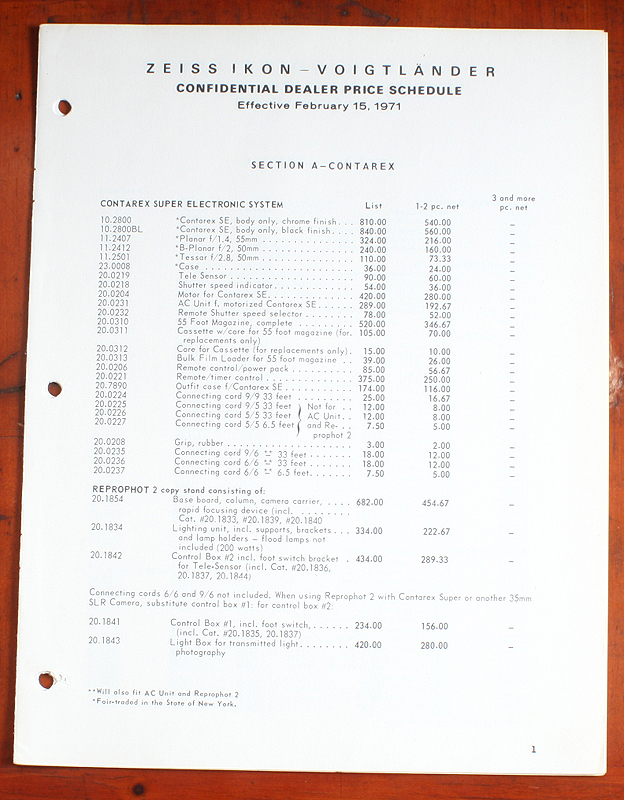 ZEISS IKON – VOIGTLÄNDER
CONFIDENTIAL DEALER PRICE SCHEDULE
Effective February 15, 1971
SECTION A–CONTAREX
CONTAREX SUPER ELECTRONIC SYSTEM List 1-2 pc. net 3 and more pc. net
10.2800 *Contarex SE, body only, chrome finish... 810.00 540.00 –
10.2800BL *Contarex SE, body only, black finish.... 840.00 560.00 –
11.2407 *Planar f/1.4, 55mm ............... 324.00 216.00 –
11.2412 *B-Planar f/2, 50mm ............... 240.00 160.00 –
11.2501 *Tessar f/2.8, 50mm ............... 110.00 73.33 –
23.0008 *Case ............... 36.00 24.00 –
20.0219 Tele Sensor ............... 90.00 60.00 –
20.0218 Shutter speed indicator ............... 54.00 36.00 –
20.0204 Motor for Contarex SE ............... 420.00 280.00 –
20.0231 AC Unit f. motorized Contarex SE ..... 289.00 192.67 –
20.0232 Remote Shutter speed selector ........ 78.00 52.00 –
20.0310 55 Foot Magazine, complete ......... 520.00 346.67 –
20.0311 Cassette w/core for 55 foot magazine (for. 105.00 70.00 –
replacements only)
20.0312 Core for Cassette (for replacements only). 15.00 10.00 –
20.0313 Bulk Film Loader for 55 foot magazine .. 39.00 26.00 –
20.0206 Remote control/power pack ......... 85.00 56.67 –
20.0221 Remote/timer control ............. 375.00 250.00 –
20.7890 Outfit case f/Contarex SE .......... 174.00 116.00 –
20.0224 Connecting cord 9/9 33 feet ........ 25.00 16.67 –
20.0225 Connecting cord 9/5 33 feet Not for .. 12.00 8.00 –
20.0226 Connecting cord 5/5 33 feet AC Unit.. 12.00 8.00 –
20.0227 Connecting cord 5/5 6.5 feet and Re- .. 7.50 5.00 –
prophot 2
20.0208 Grip, rubber .................. 3.00 2.00 –
20.0235 Connecting cord 9/6 ** 33 feet ....... 18.00 12.00 –
20.0236 Connecting cord 6/6 ** 33 feet ....... 18.00 12.00 –
20.0237 Connecting cord 6/6 ** 6.5 feet....... 7.50 5.00 –
REPROPHOT 2 copy stand consisting of:
20.1854 Base board, column, camera carrier, .... 682.00 454.67 –
rapid focusing device (incl. ........
Cat. #20.1833, #20.1839, #20.1840
20.1834 Lighting unit, incl. supports, brackets... 334.00 222.67 –
and lamp holders – flood lamps not
included (200 watts)
20.1842 Control Box #2 incl. foot switch bracket . 434.00 289.33 –
for Tele-Sensor (incl. Cat. #20.1836,
20.1837, 20.1844)
Connecting cords 6/6 and 9/6 not included. When using Reprophot 2 with Contarex Super or another 35mm
SLR Camera, substitute control box #1: for control box #2:
20.1841 Control Box #1, incl. foot switch,...... 234.00 156.00 –
(incl. Cat. #20.1835, 20.1837)
20.1843 Light Box for transmitted light........ 420.00 280.00 –
photography
**Will also fit AC Unit and Reprophot 2
*Fair-traded in the State of New York.
1